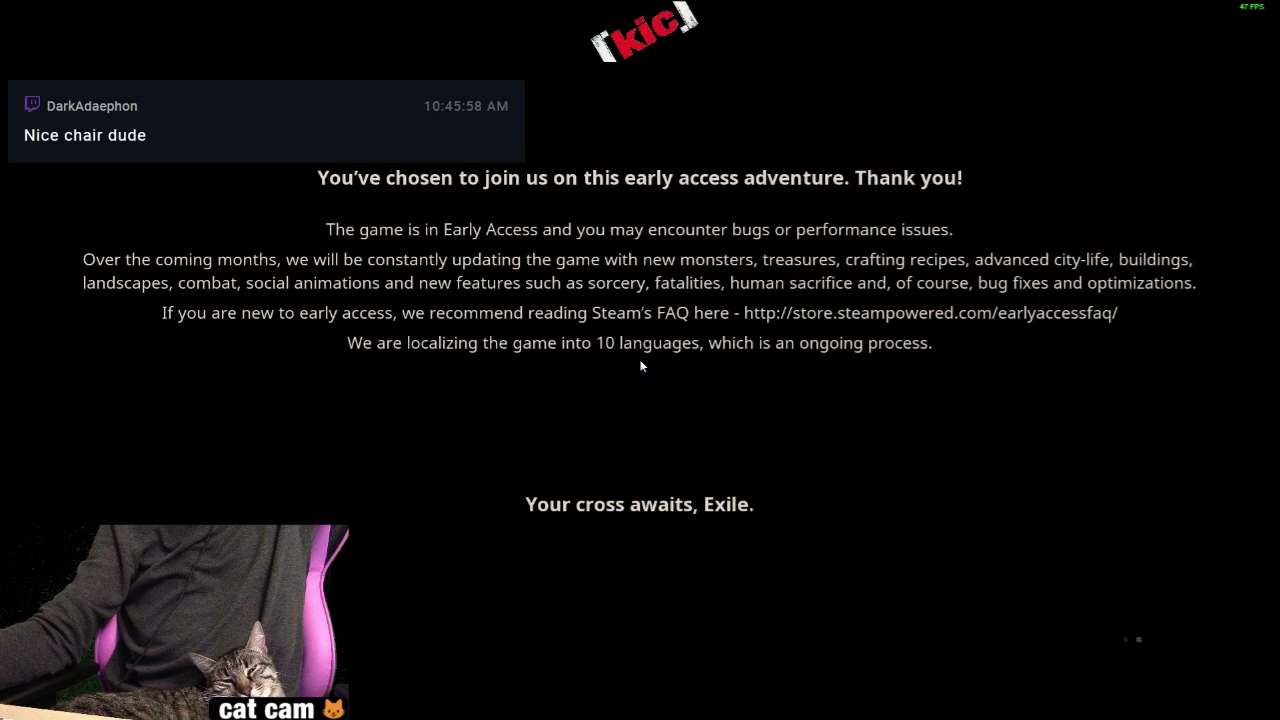 47 FPS
[kic]
DarkAdaephon
10:45:58 AM
Nice chair dude
You've chosen to join us on this early access adventure. Thank you!
The game is in Early Access and you may encounter bugs or performance issues.
Over the coming months, we will be constantly updating the game with new monsters, treasures, crafting recipes, advanced city-life, buildings,
landscapes, combat, social animations and new features such as sorcery, fatalities, human sacrifice and, of course, bug fixes and optimizations.
If you are new to early access, we recommend reading Steam's FAQ here - http://store.steampowered.com/earlyaccessfaq/
We are localizing the game into 10 languages, which is an ongoing process.
Your cross awaits, Exile.
cat cam 🐱